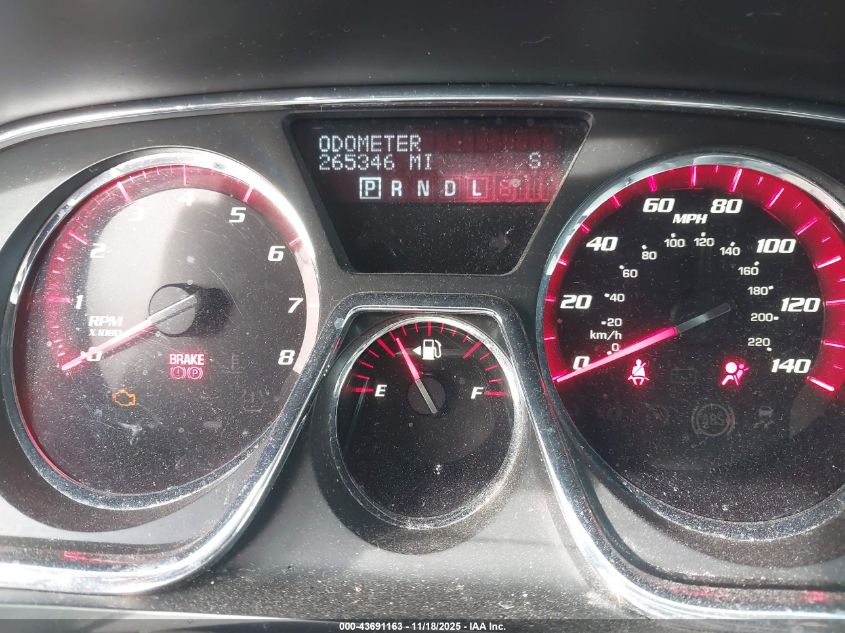 ODOMETER
265346 MI S
P R N D L
0 1 2 3 4 5 6 7 8
RPM
X1000
BRAKE
P
E F
0 20 40 60 80 100 120 140
MPH
0 20 40 60 80 100 120 140 160 180 200 220
km/h
ABS
000-43691163 - 11/18/2025 - IAA Inc.